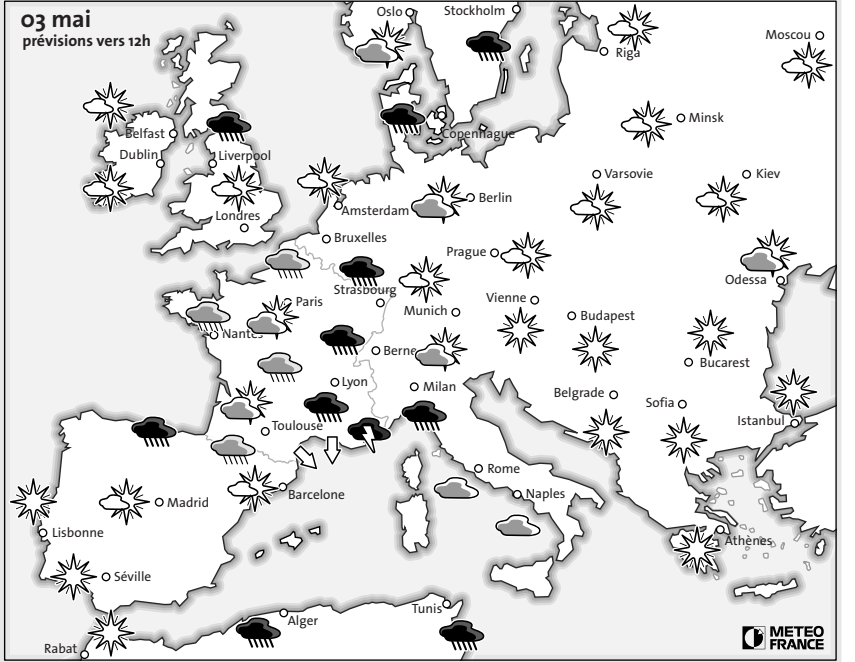 03 mai
prévisions vers 12h
Oslo
Stockholm
Moscou
Riga
Belfast
Copenhague
Minsk
Dublin
Liverpool
Varsovie
Kiev
Londres
Amsterdam
Berlin
Bruxelles
Prague
Odessa
Strasbourg
Paris
Munich
Vienne
Budapest
Nantes
Berne
Bucarest
Lyon
Milan
Belgrade
Sofia
Toulouse
Istanbul
Rome
Madrid
Barcelone
Naples
Lisbonne
Athènes
Séville
Tunis
Alger
Rabat
METEO
FRANCE